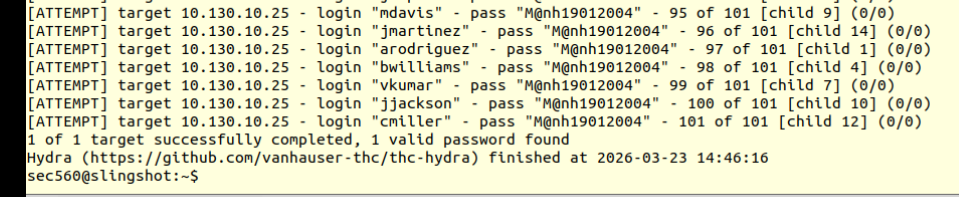 [ATTEMPT] target 10.130.10.25 - login "mdavis" - pass "M@nh19012004" - 95 of 101 [child 9] (0/0)
[ATTEMPT] target 10.130.10.25 - login "jmartinez" - pass "M@nh19012004" - 96 of 101 [child 14] (0/0)
[ATTEMPT] target 10.130.10.25 - login "arodriguez" - pass "M@nh19012004" - 97 of 101 [child 1] (0/0)
[ATTEMPT] target 10.130.10.25 - login "bwilliams" - pass "M@nh19012004" - 98 of 101 [child 4] (0/0)
[ATTEMPT] target 10.130.10.25 - login "vkumar" - pass "M@nh19012004" - 99 of 101 [child 7] (0/0)
[ATTEMPT] target 10.130.10.25 - login "jjackson" - pass "M@nh19012004" - 100 of 101 [child 10] (0/0)
[ATTEMPT] target 10.130.10.25 - login "cmiller" - pass "M@nh19012004" - 101 of 101 [child 12] (0/0)
1 of 1 target successfully completed, 1 valid password found
Hydra (https://github.com/vanhauser-thc/thc-hydra) finished at 2026-03-23 14:46:16
sec560@slingshot:~$